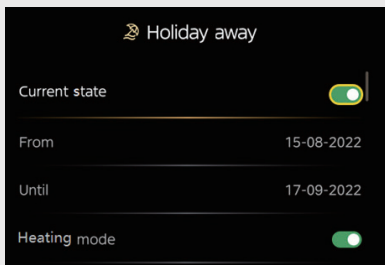 Holiday away
Current state
From 15-08-2022
Until 17-09-2022
Heating mode